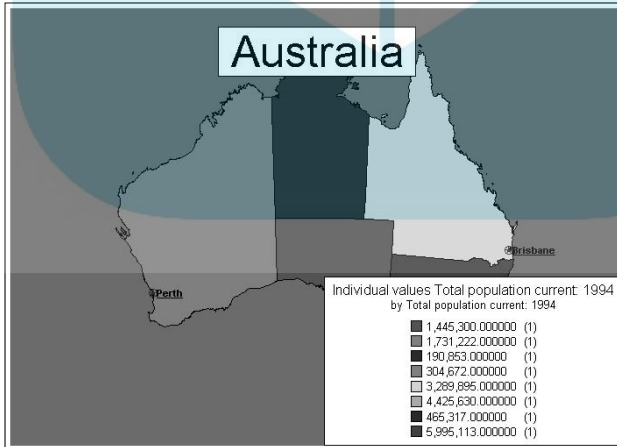 Australia
Brisbane
Perth
Individual values Total population current: 1994
by Total population current: 1994
1,445,300.000000 (1)
1,731,222.000000 (1)
190,853.000000 (1)
304,672.000000 (1)
3,289,895.000000 (1)
4,425,630.000000 (1)
465,317.000000 (1)
5,995,113.000000 (1)